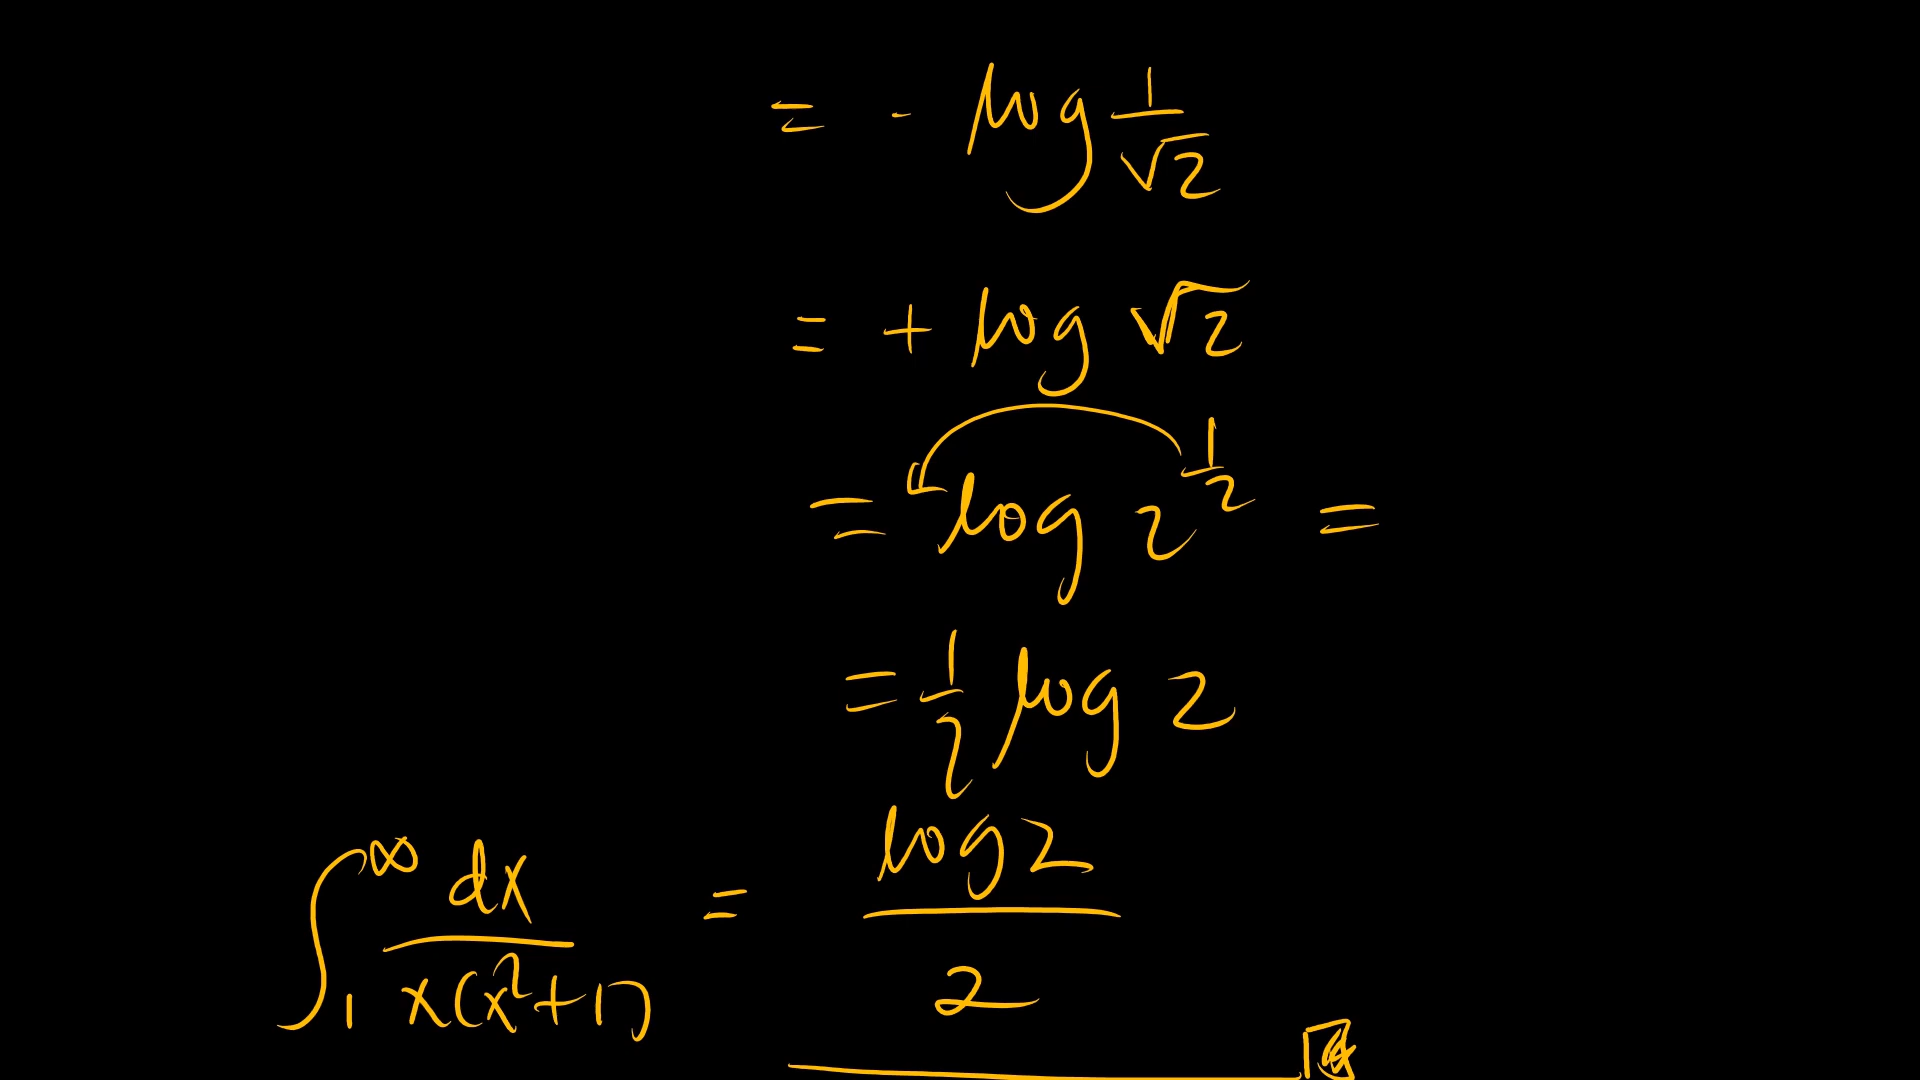 = - log 1/√2
= + log √2
= log 2^{1/2} =
= 1/2 log 2
∫_1^∞ dx / x(x²+1) = log 2 / 2